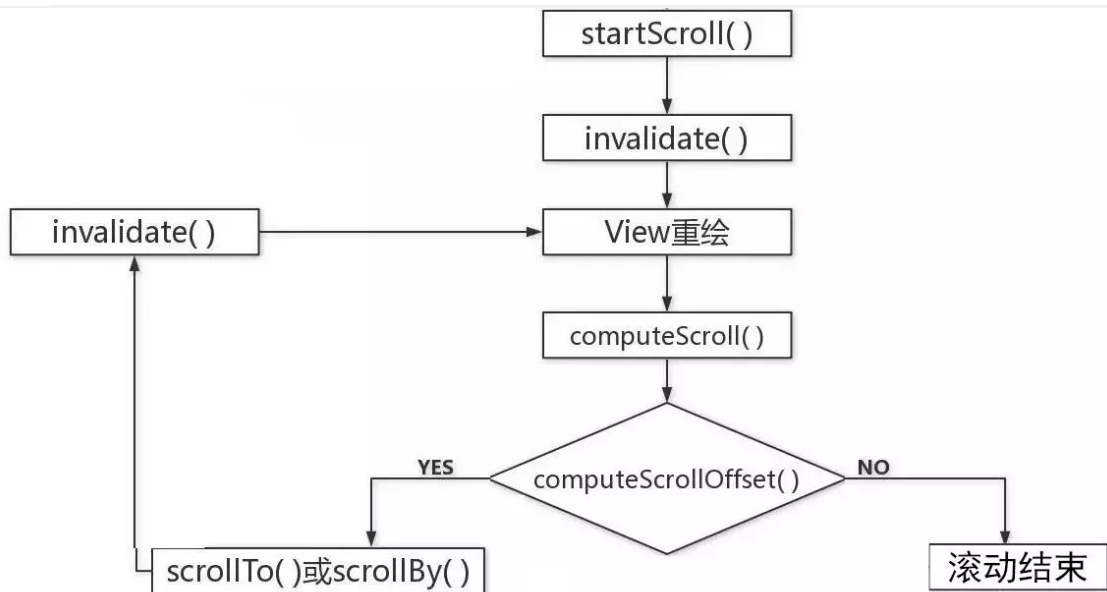 startScroll( )
invalidate( )
invalidate( )
View重绘
computeScroll( )
YES
computeScrollOffset( )
NO
scrollTo( )或scrollBy( )
滚动结束